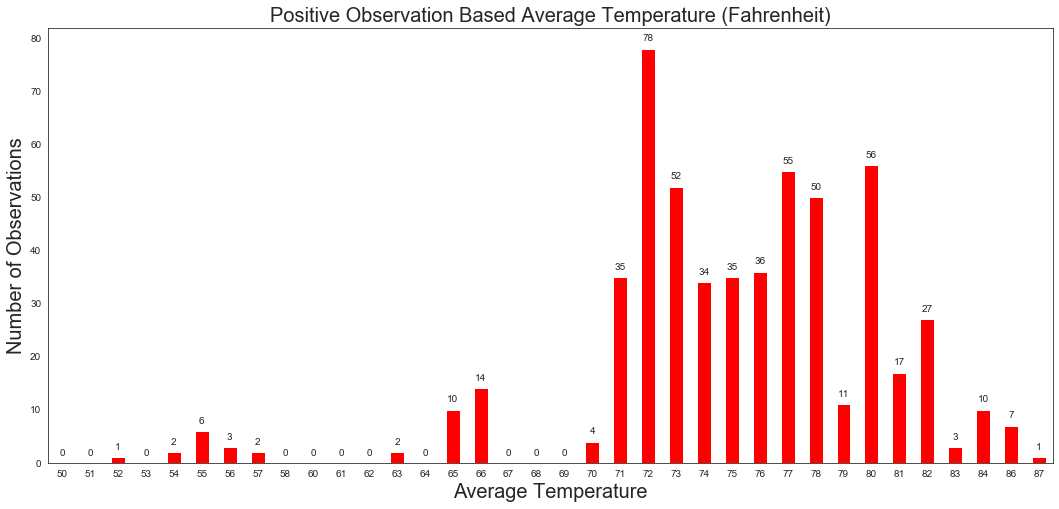 Positive Observation Based Average Temperature (Fahrenheit)
Number of Observations
80
70
60
50
40
30
20
10
0
0 0 1 0 2 6 3 2 0 0 0 0 2 0 10 14 0 0 0 4 35 78 52 34 35 36 55 50 11 56 17 27 3 10 7 1
50 51 52 53 54 55 56 57 58 60 61 62 63 64 65 66 67 68 69 70 71 72 73 74 75 76 77 78 79 80 81 82 83 84 86 87
Average Temperature